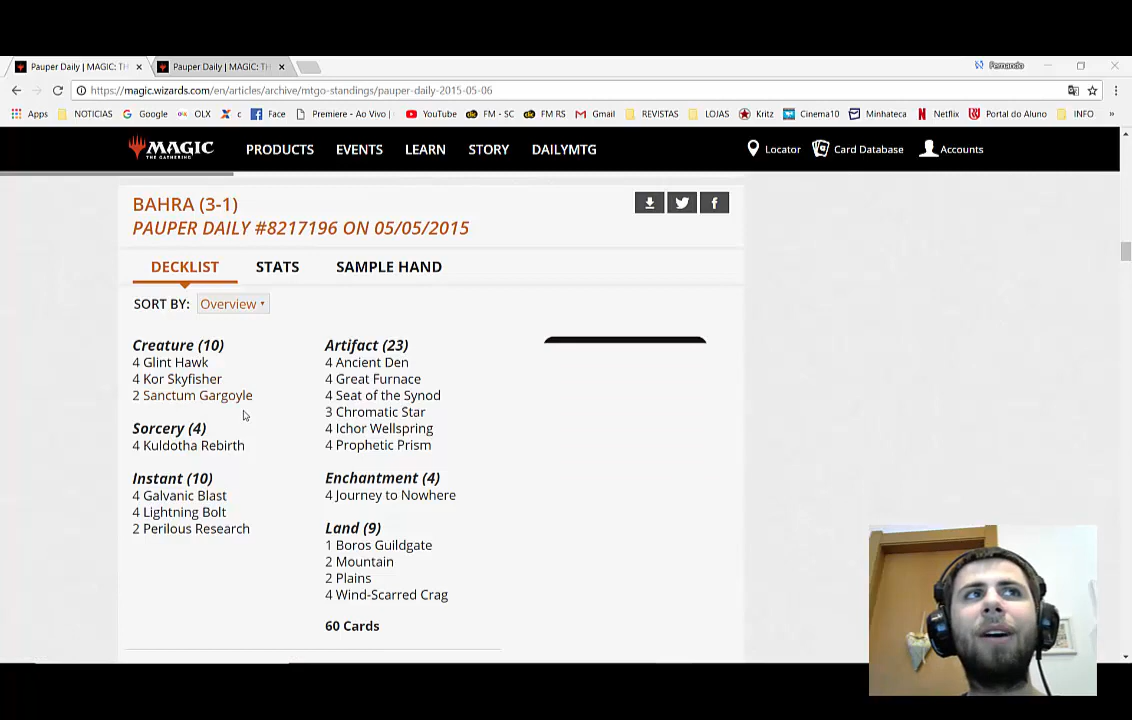 Pauper Daily | MAGIC: TH
Pauper Daily | MAGIC: TH
Fernando
https://magic.wizards.com/en/articles/archive/mtgo-standings/pauper-daily-2015-05-06
Apps NOTICIAS Google OLX c Face Premiere - Ao Vivo | YouTube FM - SC FM RS Gmail REVISTAS LOJAS Kritz Cinema10 Minhateca Netflix Portal do Aluno INFO »
MAGIC THE GATHERING PRODUCTS EVENTS LEARN STORY DAILYMTG Locator Card Database Accounts
BAHRA (3-1)
PAUPER DAILY #8217196 ON 05/05/2015
DECKLIST STATS SAMPLE HAND
SORT BY: Overview
Creature (10)
4 Glint Hawk
4 Kor Skyfisher
2 Sanctum Gargoyle
Sorcery (4)
4 Kuldotha Rebirth
Instant (10)
4 Galvanic Blast
4 Lightning Bolt
2 Perilous Research
Artifact (23)
4 Ancient Den
4 Great Furnace
4 Seat of the Synod
3 Chromatic Star
4 Ichor Wellspring
4 Prophetic Prism
Enchantment (4)
4 Journey to Nowhere
Land (9)
1 Boros Guildgate
2 Mountain
2 Plains
4 Wind-Scarred Crag
60 Cards